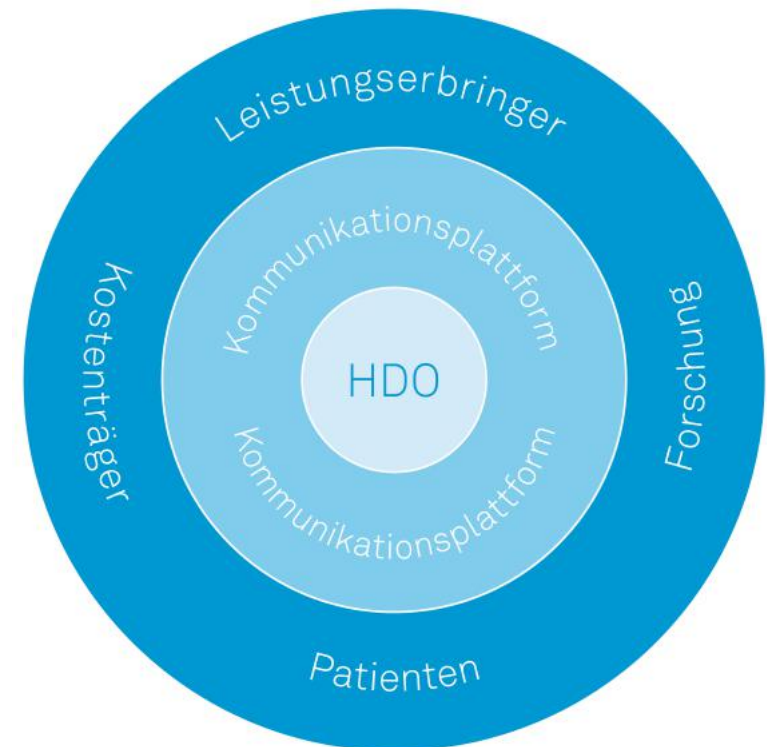 Leistungserbringer
Kommunikationsplattform
Kostenträger
HDO
Forschung
Kommunikationsplattform
Patienten